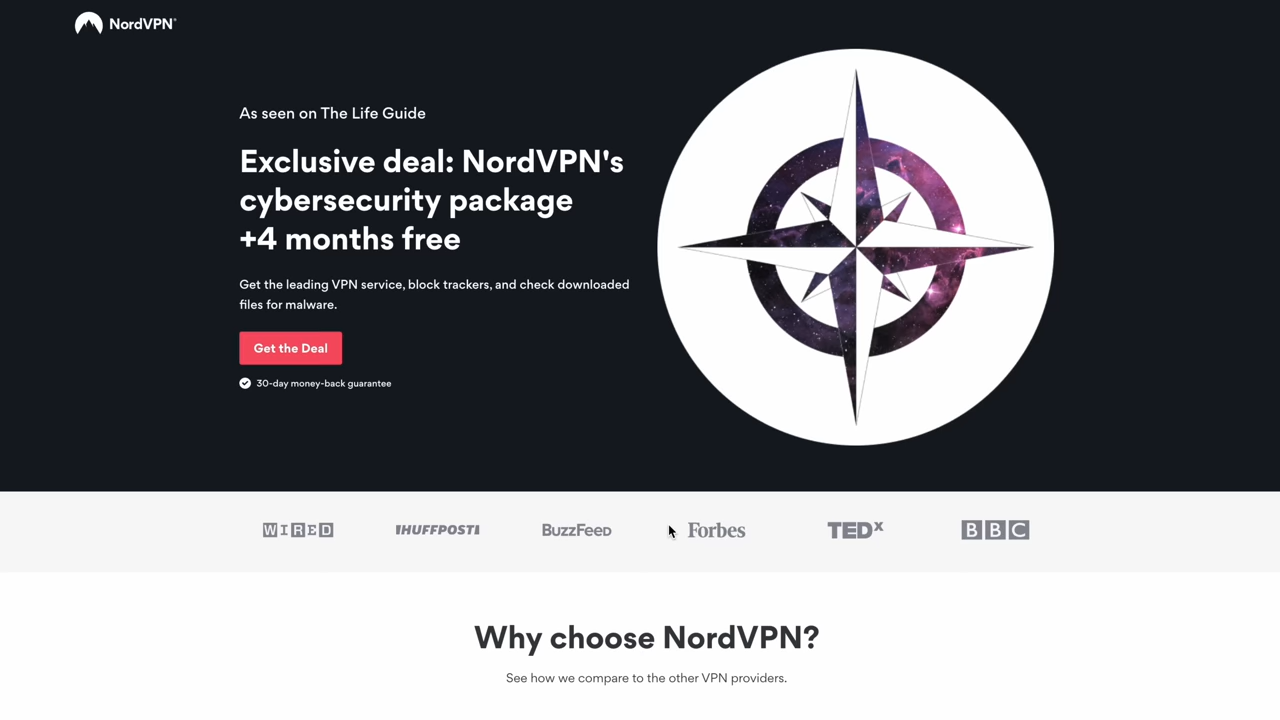 NordVPN®
As seen on The Life Guide
Exclusive deal: NordVPN's
cybersecurity package
+4 months free
Get the leading VPN service, block trackers, and check downloaded
files for malware.
Get the Deal
30-day money-back guarantee
WIRED
HUFFPOST
BuzzFeed
Forbes
TEDx
BBC
Why choose NordVPN?
See how we compare to the other VPN providers.